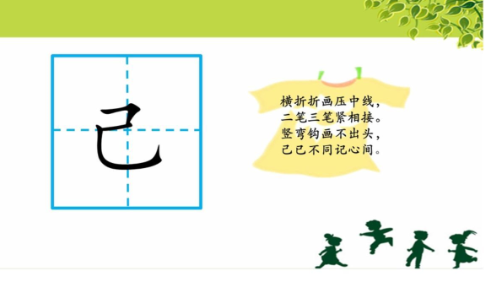 己
横折折画压中线，
二笔三笔紧相接。
竖弯钩画不出头，
己已不同记心间。